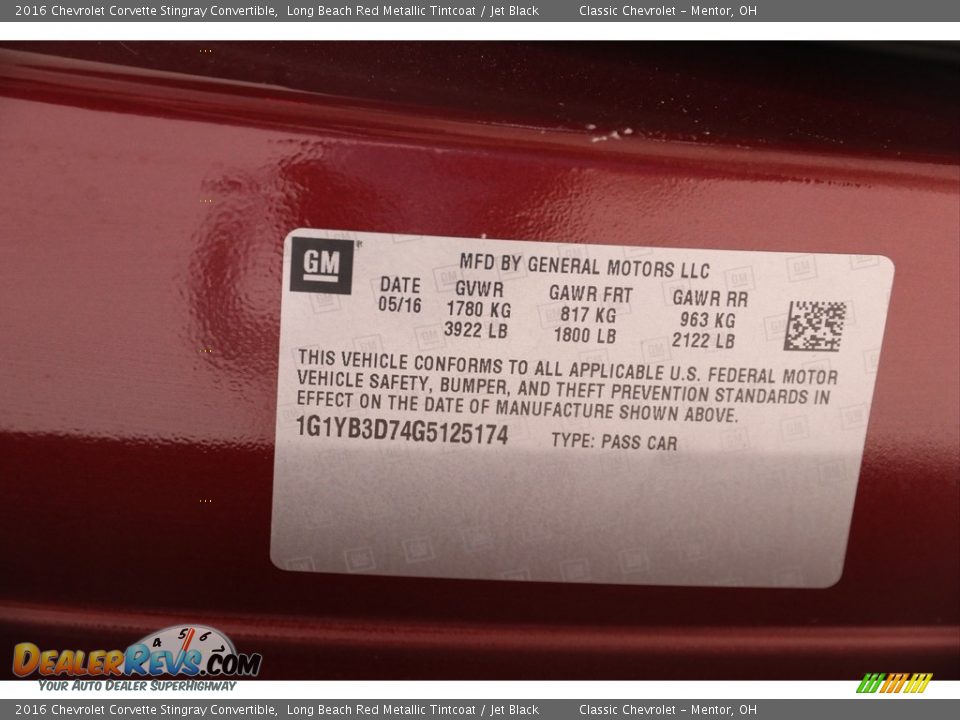 2016 Chevrolet Corvette Stingray Convertible, Long Beach Red Metallic Tintcoat / Jet Black Classic Chevrolet – Mentor, OH
GM
MFD BY GENERAL MOTORS LLC
DATE GVWR GAWR FRT GAWR RR
05/16 1780 KG 817 KG 963 KG
3922 LB 1800 LB 2122 LB
THIS VEHICLE CONFORMS TO ALL APPLICABLE U.S. FEDERAL MOTOR
VEHICLE SAFETY, BUMPER, AND THEFT PREVENTION STANDARDS IN
EFFECT ON THE DATE OF MANUFACTURE SHOWN ABOVE.
1G1YB3D74G5125174 TYPE: PASS CAR
4 5 6
DEALERREVS.COM
YOUR AUTO DEALER SUPERHIGHWAY
2016 Chevrolet Corvette Stingray Convertible, Long Beach Red Metallic Tintcoat / Jet Black Classic Chevrolet – Mentor, OH